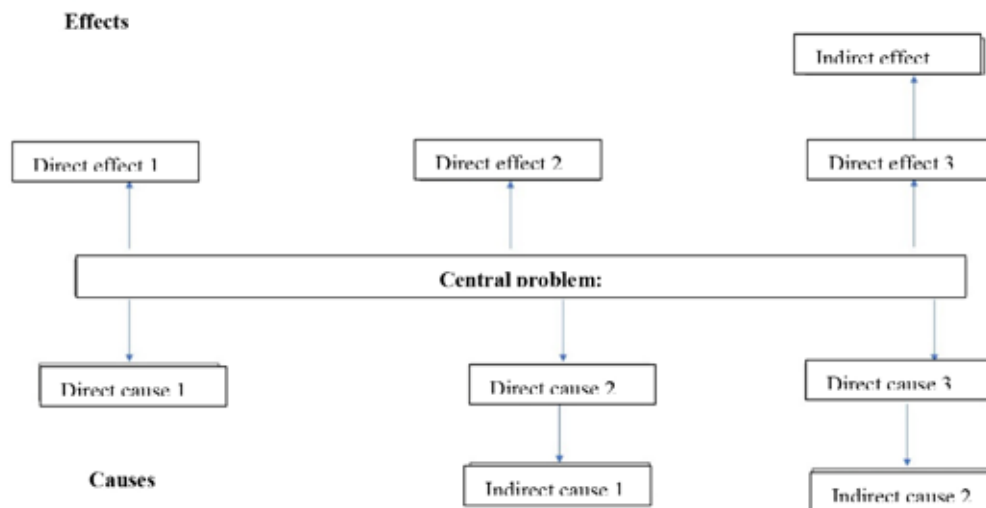 Effects
Indirct effect
Direct effect 1
Direct effect 2
Direct effect 3
Central problem:
Direct cause 1
Direct cause 2
Direct cause 3
Causes
Indirect cause 1
Indirect cause 2